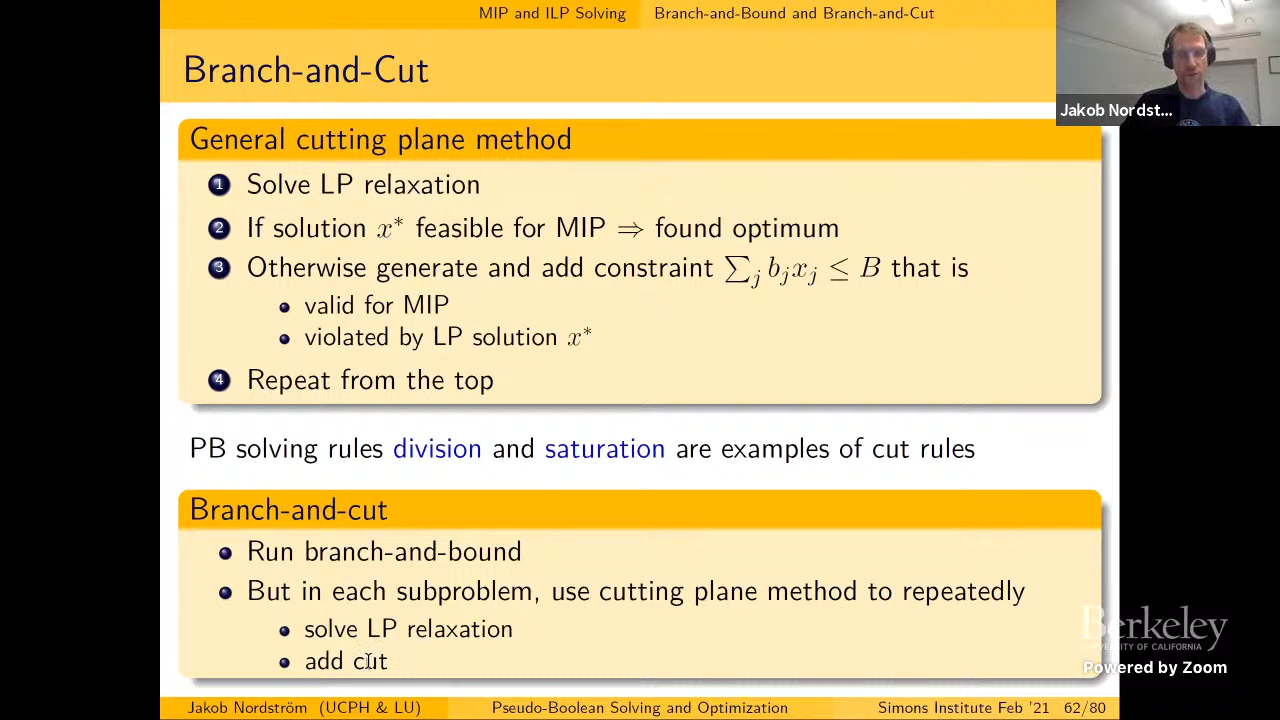 MIP and ILP Solving Branch-and-Bound and Branch-and-Cut
Branch-and-Cut
Jakob Nordst...
General cutting plane method
1 Solve LP relaxation
2 If solution x* feasible for MIP ⇒ found optimum
3 Otherwise generate and add constraint ∑_j b_j x_j ≤ B that is
• valid for MIP
• violated by LP solution x*
4 Repeat from the top
PB solving rules division and saturation are examples of cut rules
Branch-and-cut
• Run branch-and-bound
• But in each subproblem, use cutting plane method to repeatedly
• solve LP relaxation
• add cut
Berkeley
UNIVERSITY OF CALIFORNIA
Powered by Zoom
Jakob Nordström (UCPH & LU) Pseudo-Boolean Solving and Optimization Simons Institute Feb '21 62/80